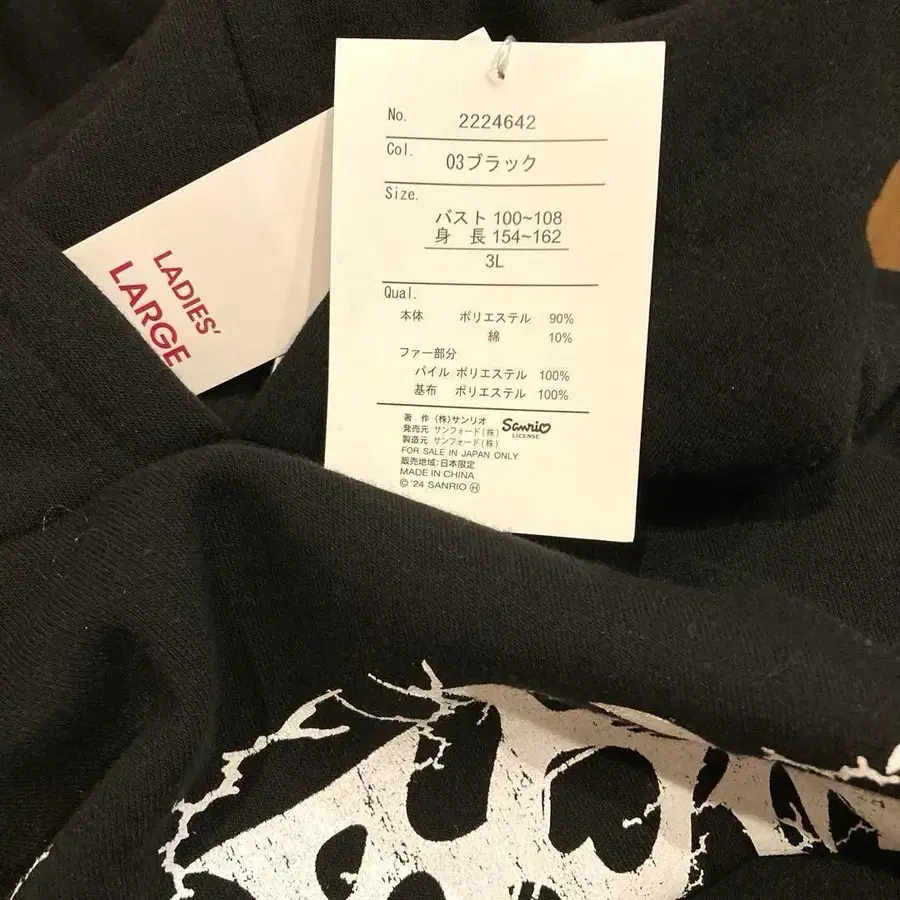 LADIES'
LARGE
No. 2224642
Col. 03ブラック
Size.
バスト 100~108
身 長 154~162
3L
Qual.
本体 ポリエステル 90%
綿 10%
ファー部分
パイル ポリエステル 100%
基布 ポリエステル 100%
著 作 (株)サンリオ
発売元 サンフォード(株)
製造元 サンフォード(株)
Sanrio
LICENSE
FOR SALE IN JAPAN ONLY
販売地域:日本限定
MADE IN CHINA
© '24 SANRIO Ⓗ